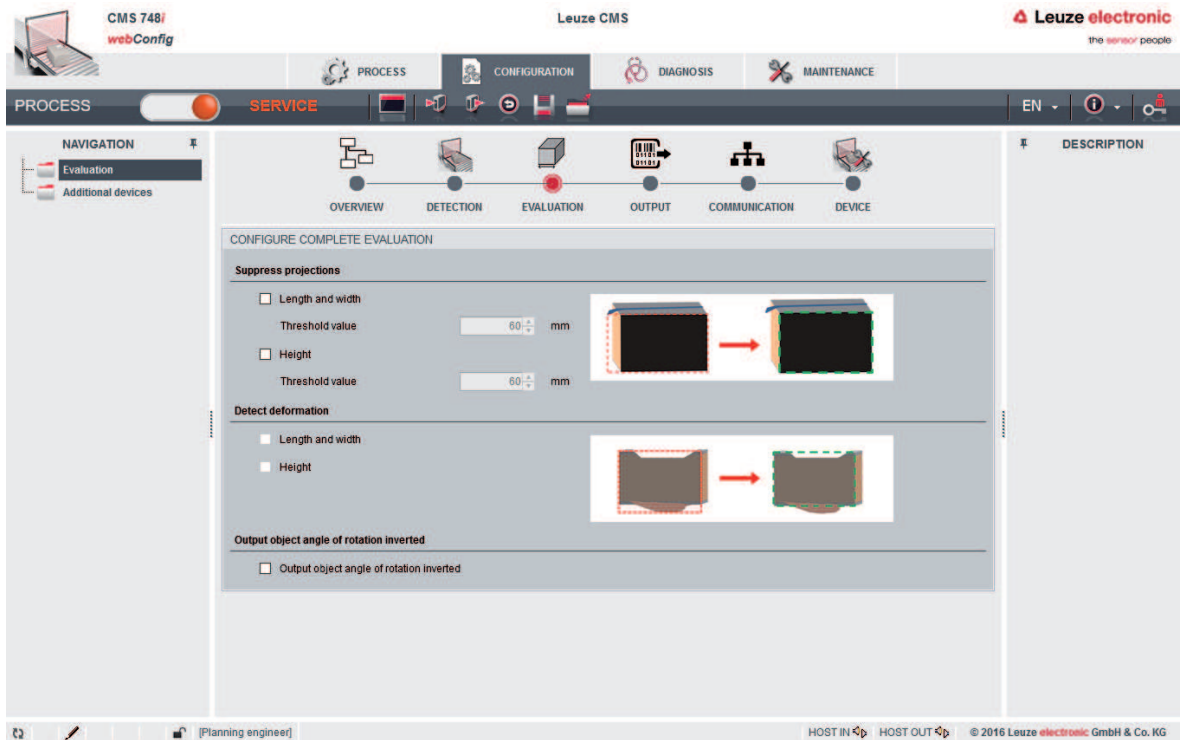 CMS 748i
webConfig
Leuze CMS
Leuze electronic
the sensor people
PROCESS
CONFIGURATION
DIAGNOSIS
MAINTENANCE
PROCESS
SERVICE
EN
NAVIGATION
Evaluation
Additional devices
OVERVIEW
DETECTION
EVALUATION
OUTPUT
COMMUNICATION
DEVICE
DESCRIPTION
CONFIGURE COMPLETE EVALUATION
Suppress projections
Length and width
Threshold value 60 mm
Height
Threshold value 60 mm
Detect deformation
Length and width
Height
Output object angle of rotation inverted
Output object angle of rotation inverted
[Planning engineer]
HOST IN
HOST OUT
© 2016 Leuze electronic GmbH & Co. KG